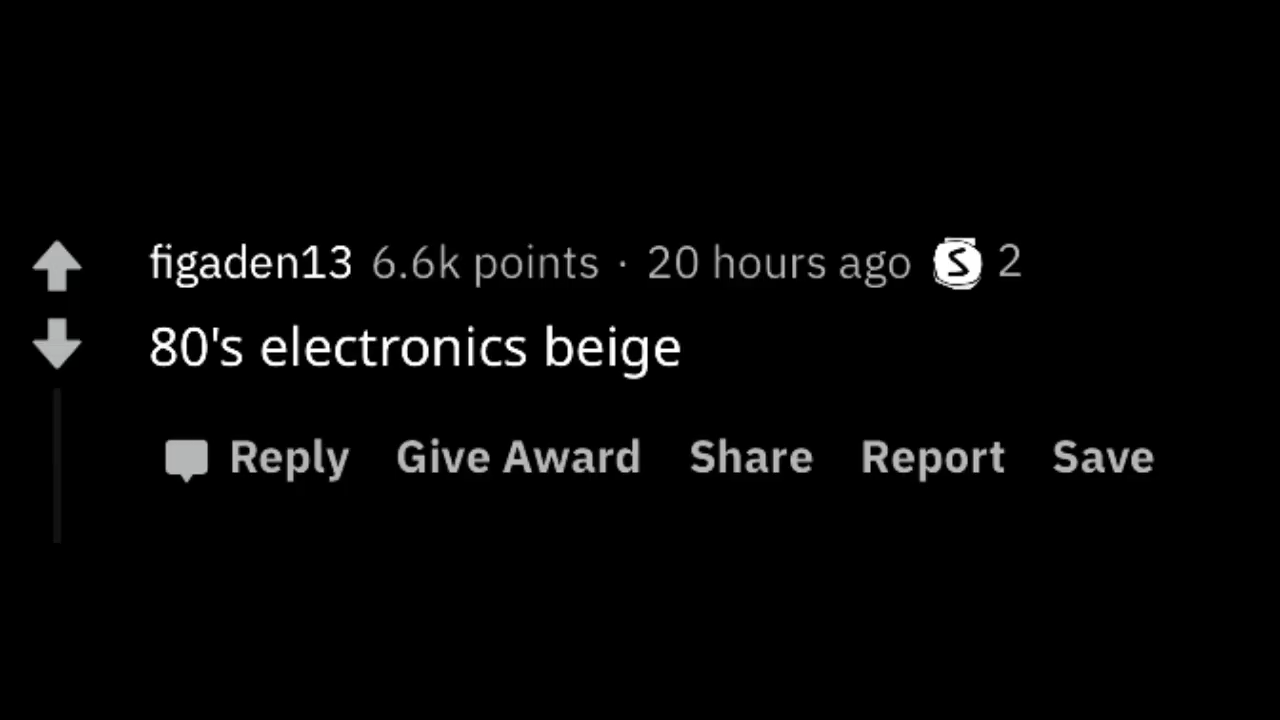 figaden13 6.6k points · 20 hours ago S 2
80's electronics beige
Reply Give Award Share Report Save